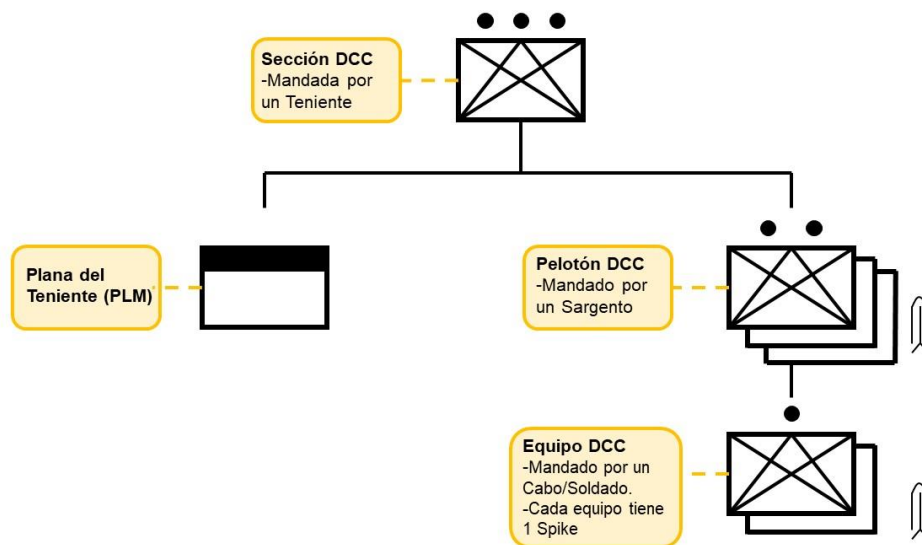 Sección DCC
-Mandada por
un Teniente
Plana del
Teniente (PLM)
Pelotón DCC
-Mandado por
un Sargento
Equipo DCC
-Mandado por un
Cabo/Soldado.
-Cada equipo tiene
1 Spike